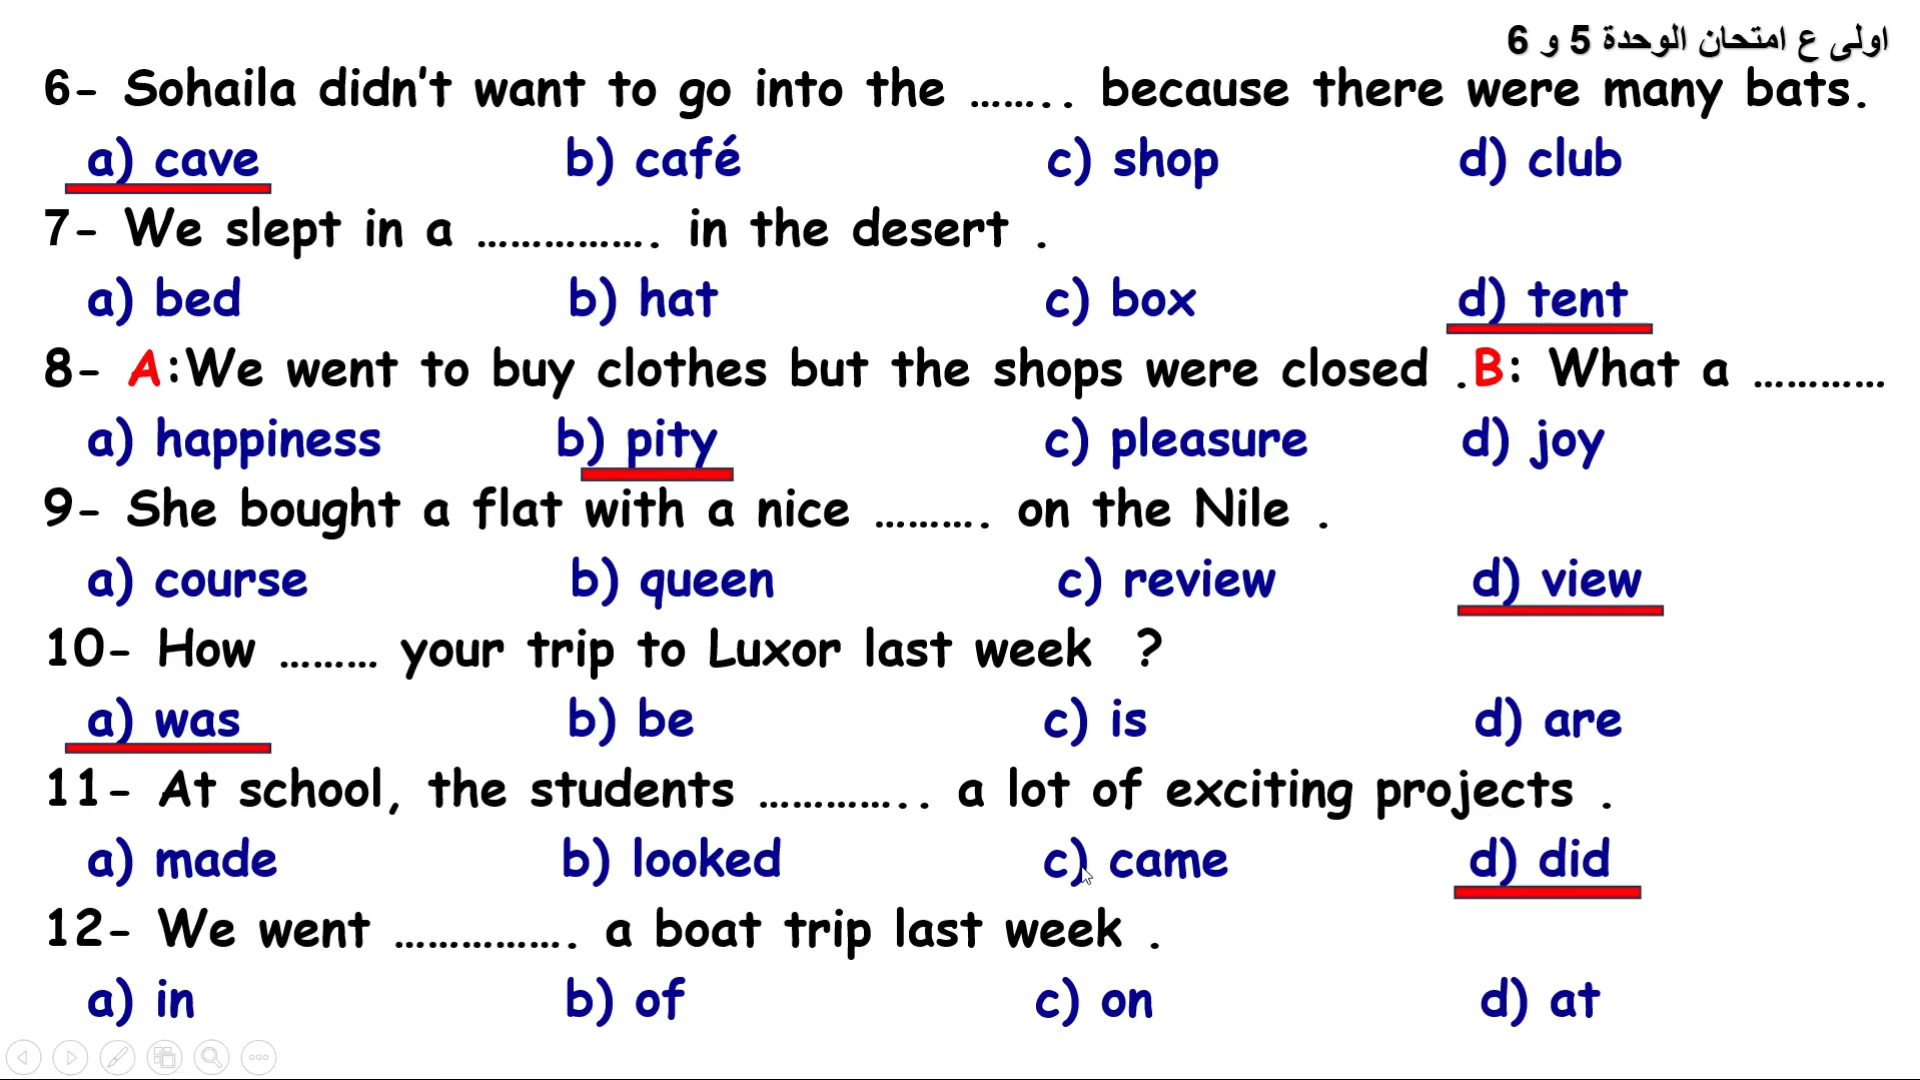 اولى ع امتحان الوحدة 5 و 6
6- Sohaila didn't want to go into the …….. because there were many bats.
a) cave b) café c) shop d) club
7- We slept in a ……………. in the desert .
a) bed b) hat c) box d) tent
8- A:We went to buy clothes but the shops were closed .B: What a …………
a) happiness b) pity c) pleasure d) joy
9- She bought a flat with a nice ………. on the Nile .
a) course b) queen c) review d) view
10- How ……… your trip to Luxor last week ?
a) was b) be c) is d) are
11- At school, the students ………….. a lot of exciting projects .
a) made b) looked c) came d) did
12- We went ……………. a boat trip last week .
a) in b) of c) on d) at